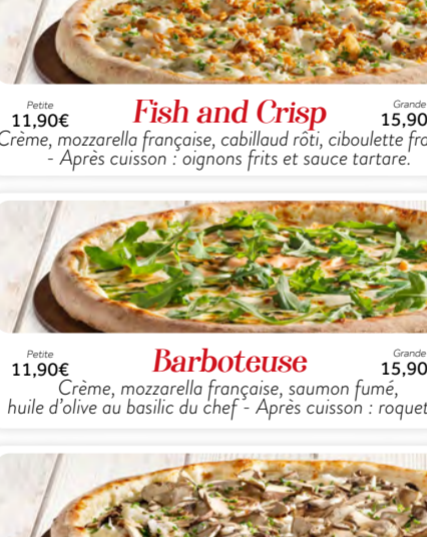 Petite
Fish and Crisp
Grande
11,90€
15,90
Crème, mozzarella française, cabillaud rôti, ciboulette
- Après cuisson : oignons frits et sauce tartare.
Petite
Barboteuse
Grande
11,90€
15,90
Crème, mozzarella française, saumon fumé,
huile d'olive au basilic du chef - Après cuisson : roquet